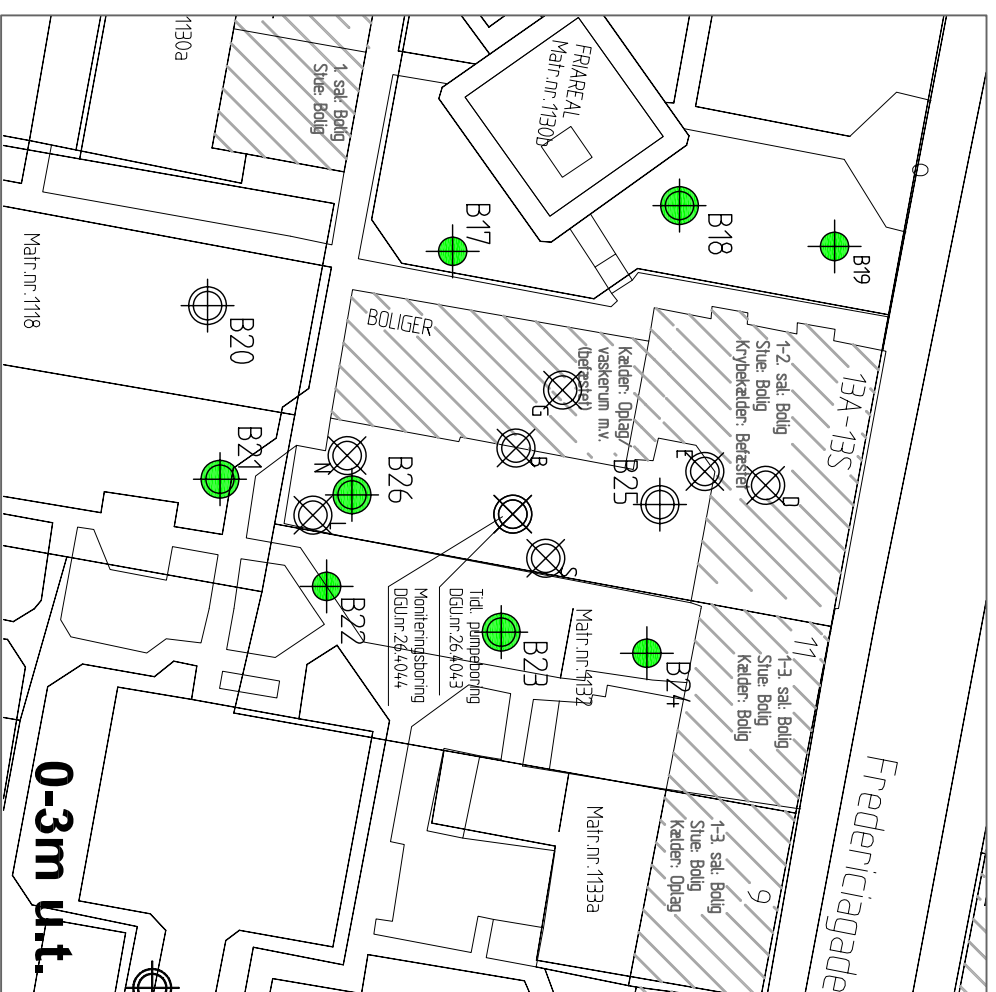 1130a
1. sal: Bolig
Stue: Bolig
FRIAREAL
Matr.nr.1130b
B17
B18
B19
9
Matr.nr.1118
B20
BOLIGER
Kælder: Oplag/
vaskerum m.v.
(befæstet)
1-2. sal: Bolig
Stue: Bolig
Krybekælder: Befæstet
13A-13S
G
B
F
D
B21
N
B26
B25
S
B22
Moniteringsboring
DGU.nr.26.4044
Tidl. pumpeboring
DGU.nr.26.4043
B23
Matr.nr.1132
B24
11
1-3. sal: Bolig
Stue: Bolig
Kælder: Bolig
Fredericiagade
Matr.nr.1133a
1-3. sal: Bolig
Stue: Bolig
Kælder: Oplag
9
0-3m u.t.